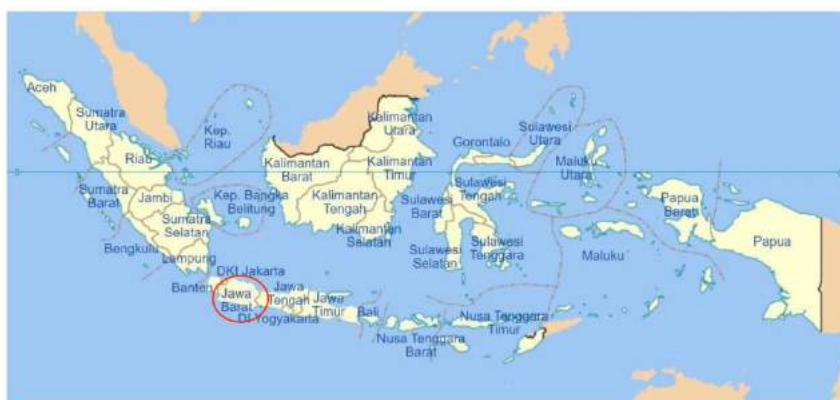 Aceh
Sumatra
Utara
Riau
Kep.
Riau
Sumatra
Barat
Jambi
Kep. Bangka
Belitung
Sumatra
Selatan
Bengkulu
Lampung
Kalimantan
Utara
Kalimantan
Barat
Kalimantan
Timur
Kalimantan
Tengah
Kalimantan
Selatan
Gorontalo
Sulawesi
Utara
Sulawesi
Tengah
Sulawesi
Barat
Sulawesi
Selatan
Sulawesi
Tenggara
Maluku
Utara
Maluku
Papua
Barat
Papua
0
DKI Jakarta
Banten
Jawa
Barat
Jawa
Tengah
DI Yogyakarta
Jawa
Timur
Bali
Nusa Tenggara
Barat
Nusa Tenggara
Timur